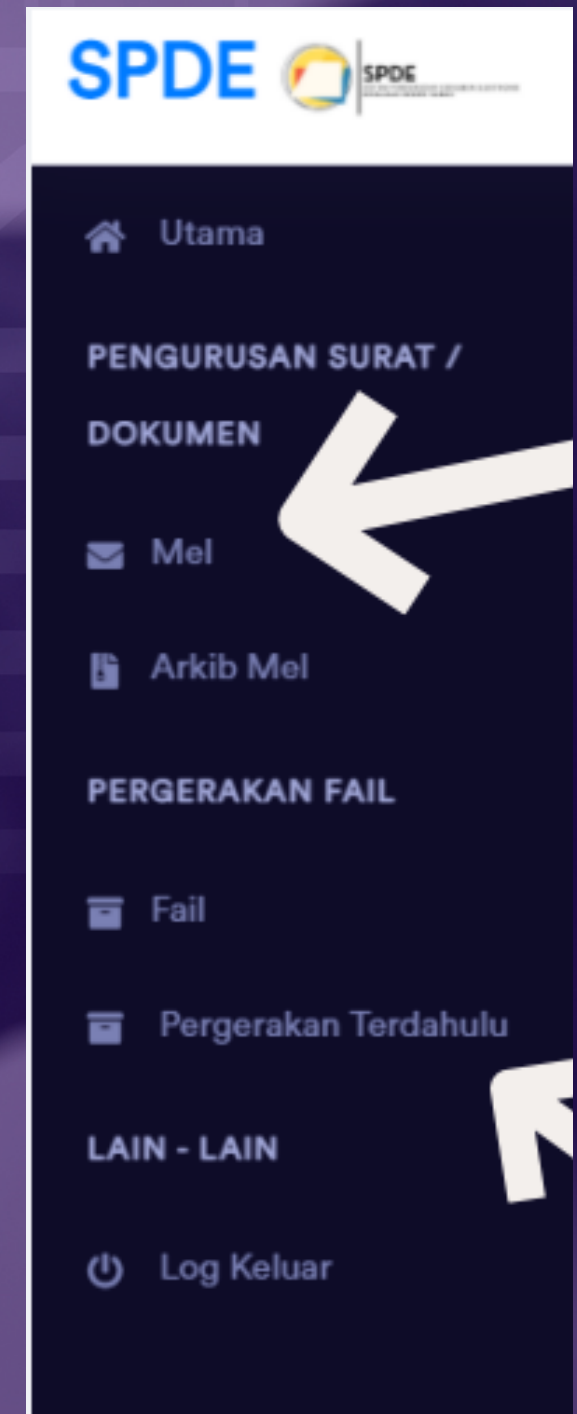 SPDE
SPDE
Utama
PENGURUSAN SURAT /
DOKUMEN
Mel
Arkib Mel
PERGERAKAN FAIL
Fail
Pergerakan Terdahulu
LAIN - LAIN
Log Keluar